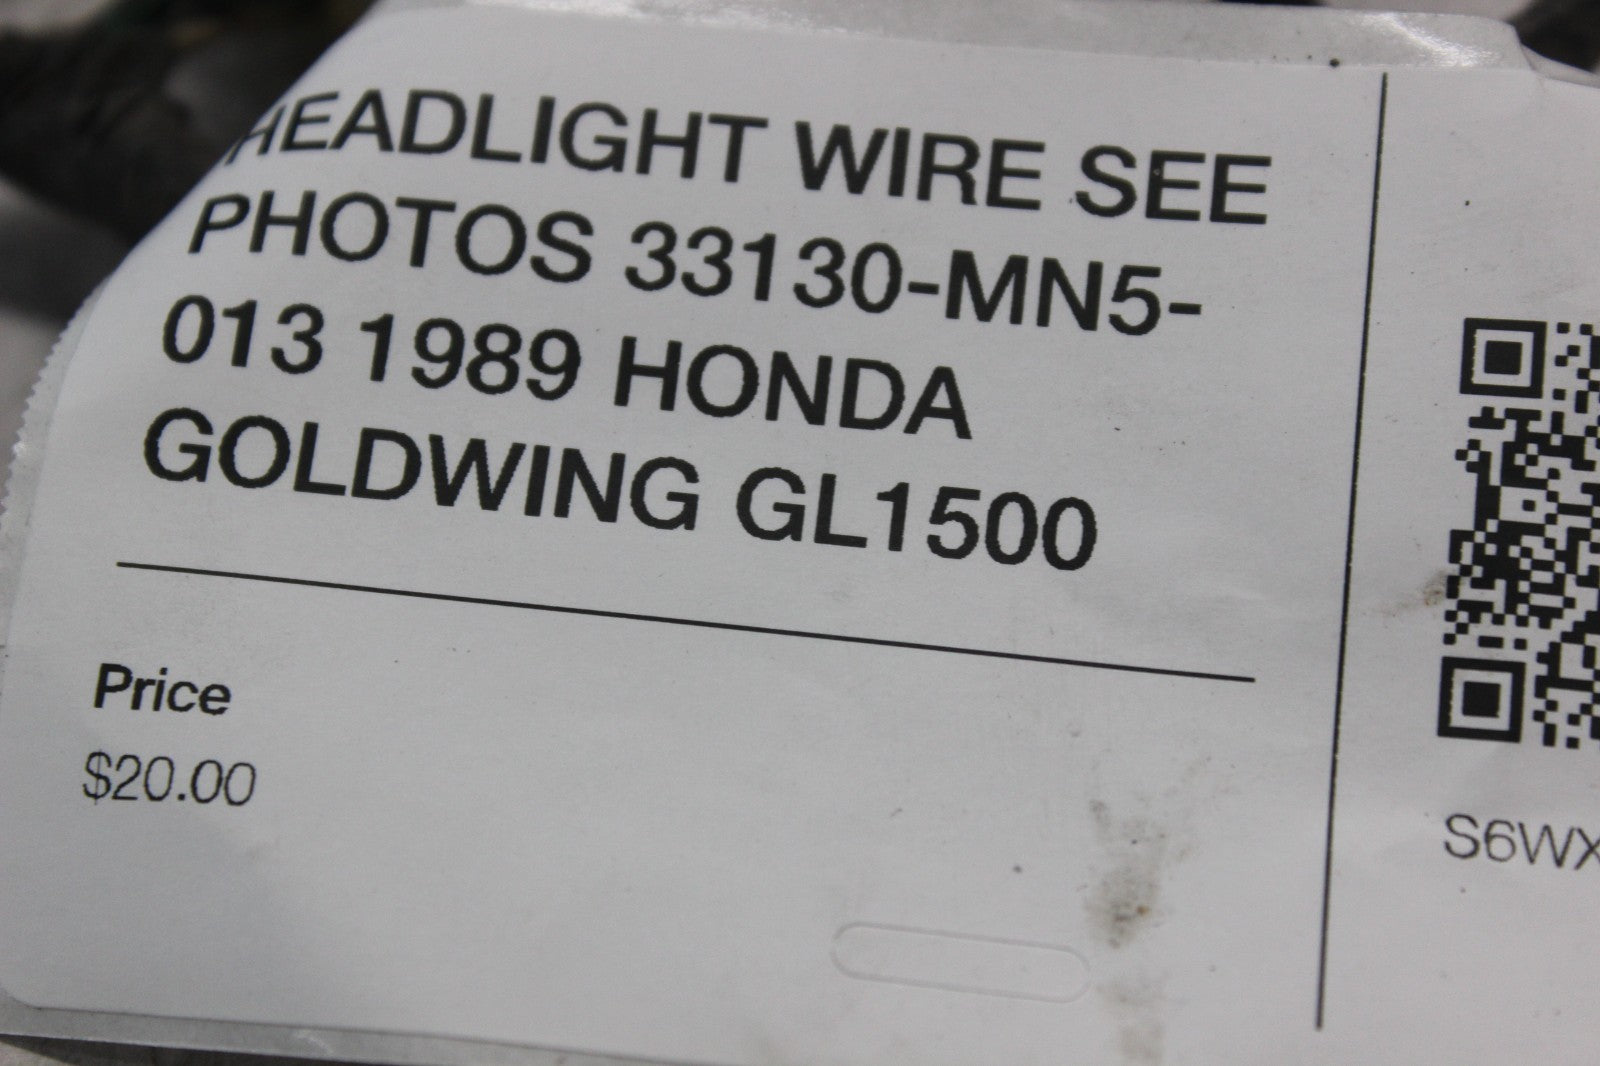 HEADLIGHT WIRE SEE
PHOTOS 33130-MN5-
013 1989 HONDA
GOLDWING GL1500
Price
$20.00
S6WX